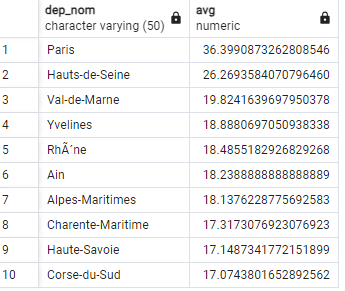 dep_nom avg
character varying (50) numeric
1 Paris 36.3990873262808546
2 Hauts-de-Seine 26.2693584070796460
3 Val-de-Marne 19.8241639697950378
4 Yvelines 18.8880697050938338
5 RhÃ´ne 18.4855182926829268
6 Ain 18.2388888888888889
7 Alpes-Maritimes 18.1376228775692583
8 Charente-Maritime 17.3173076923076923
9 Haute-Savoie 17.1487341772151899
10 Corse-du-Sud 17.0743801652892562